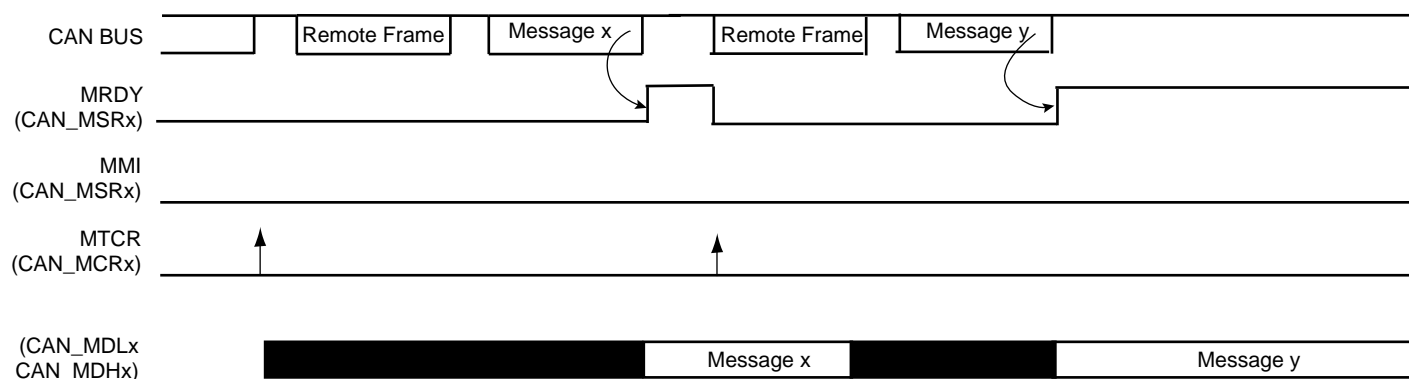 CAN BUS
Remote Frame
Message x
Remote Frame
Message y
MRDY
(CAN_MSRx)
MMI
(CAN_MSRx)
MTCR
(CAN_MCRx)
(CAN_MDLx
CAN_MDHx)
Message x
Message y